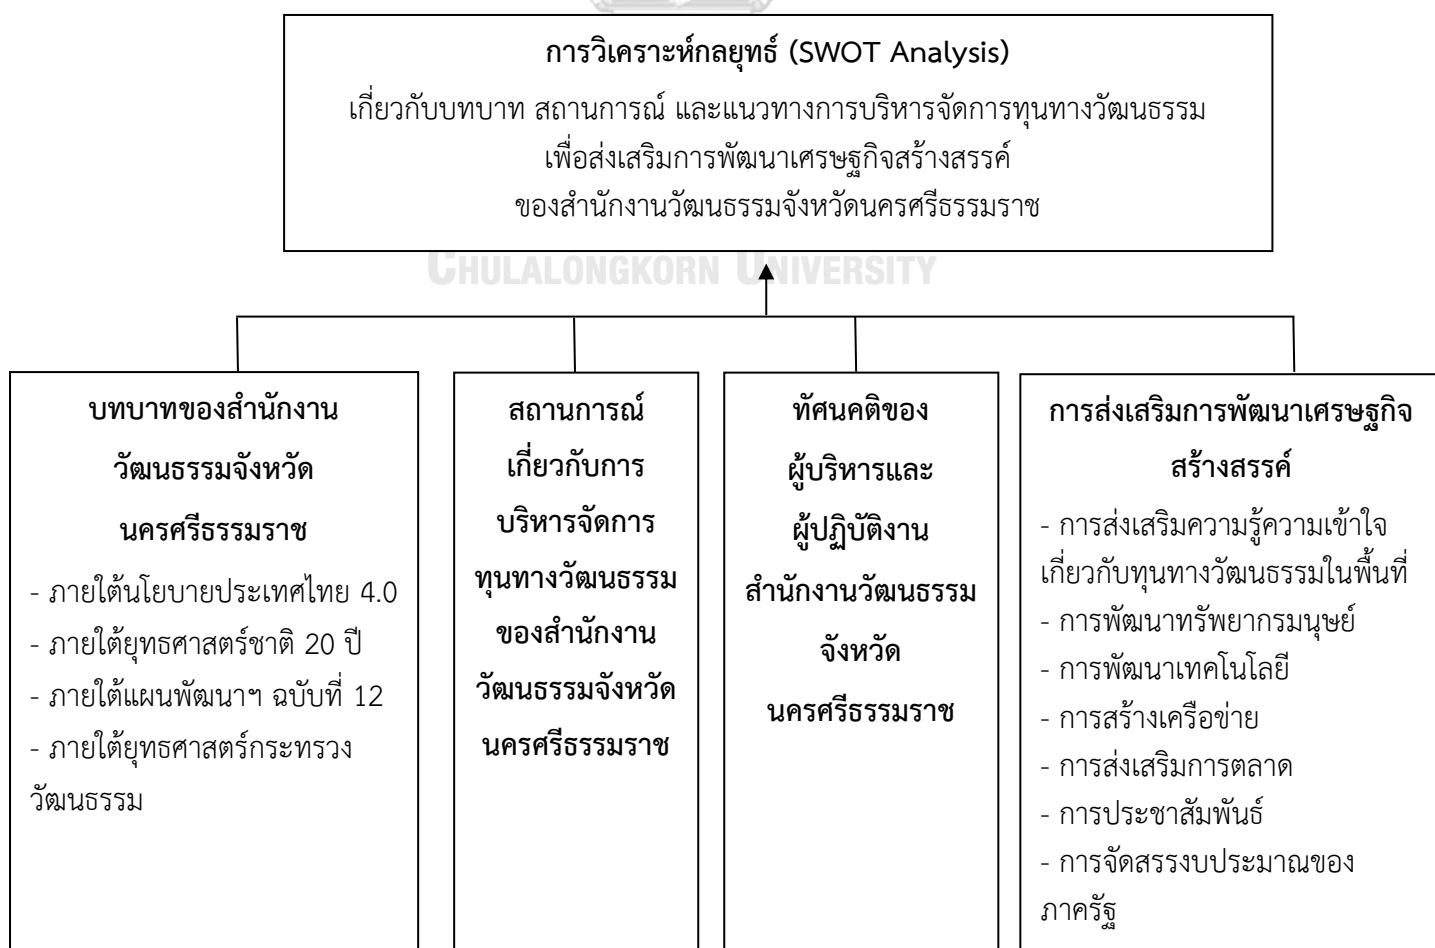 การวิเคราะห์กลยุทธ์ (SWOT Analysis)
เกี่ยวกับบทบาท สถานการณ์ และแนวทางการบริหารจัดการทุนทางวัฒนธรรม
เพื่อส่งเสริมการพัฒนาเศรษฐกิจสร้างสรรค์
ของสำนักงานวัฒนธรรมจังหวัดนครศรีธรรมราช
CHULALONGKORN UNIVERSITY
บทบาทของสำนักงาน
วัฒนธรรมจังหวัด
นครศรีธรรมราช
- ภายใต้นโยบายประเทศไทย 4.0
- ภายใต้ยุทธศาสตร์ชาติ 20 ปี
- ภายใต้แผนพัฒนาฯ ฉบับที่ 12
- ภายใต้ยุทธศาสตร์กระทรวง
วัฒนธรรม
สถานการณ์
เกี่ยวกับการ
บริหารจัดการ
ทุนทางวัฒนธรรม
ของสำนักงาน
วัฒนธรรมจังหวัด
นครศรีธรรมราช
ทัศนคติของ
ผู้บริหารและ
ผู้ปฏิบัติงาน
สำนักงานวัฒนธรรม
จังหวัด
นครศรีธรรมราช
การส่งเสริมการพัฒนาเศรษฐกิจ
สร้างสรรค์
- การส่งเสริมความรู้ความเข้าใจ
เกี่ยวกับทุนทางวัฒนธรรมในพื้นที่
- การพัฒนาทรัพยากรมนุษย์
- การพัฒนาเทคโนโลยี
- การสร้างเครือข่าย
- การส่งเสริมการตลาด
- การประชาสัมพันธ์
- การจัดสรรงบประมาณของ
ภาครัฐ